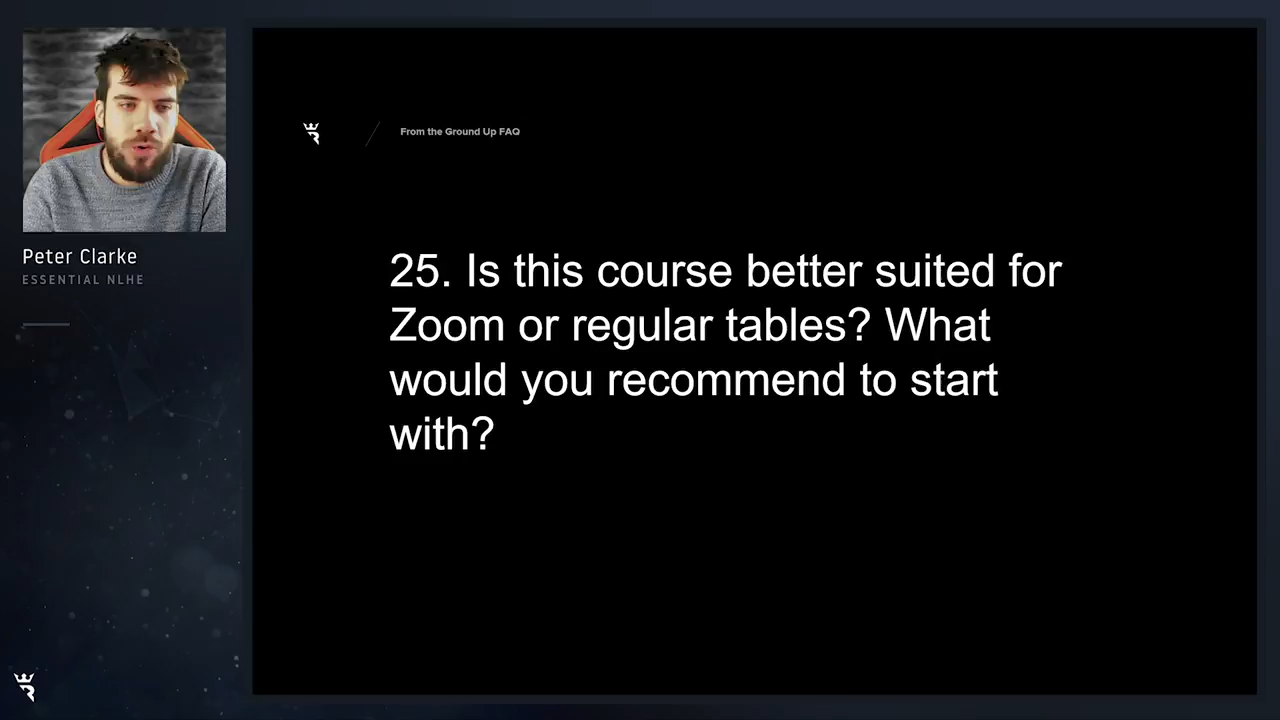 Peter Clarke
ESSENTIAL NLHE
From the Ground Up FAQ
25. Is this course better suited for
Zoom or regular tables? What
would you recommend to start
with?